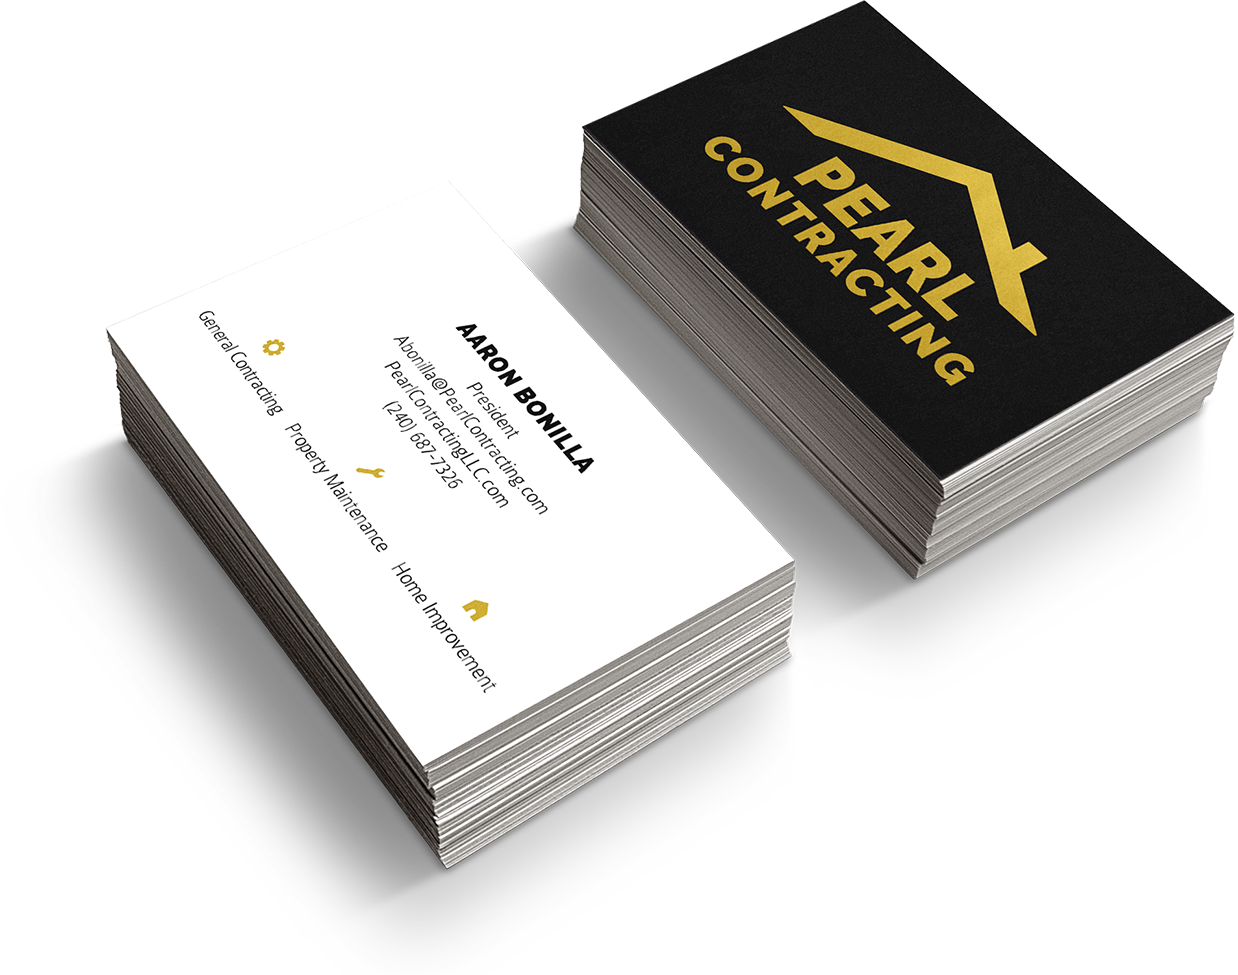 AARON BONILLA
President
Abonilla@PearlContracting.com
PearlContractingLLC.com
(240) 687-7326
General Contracting
Property Maintenance
Home Improvement
PEARL
CONTRACTING